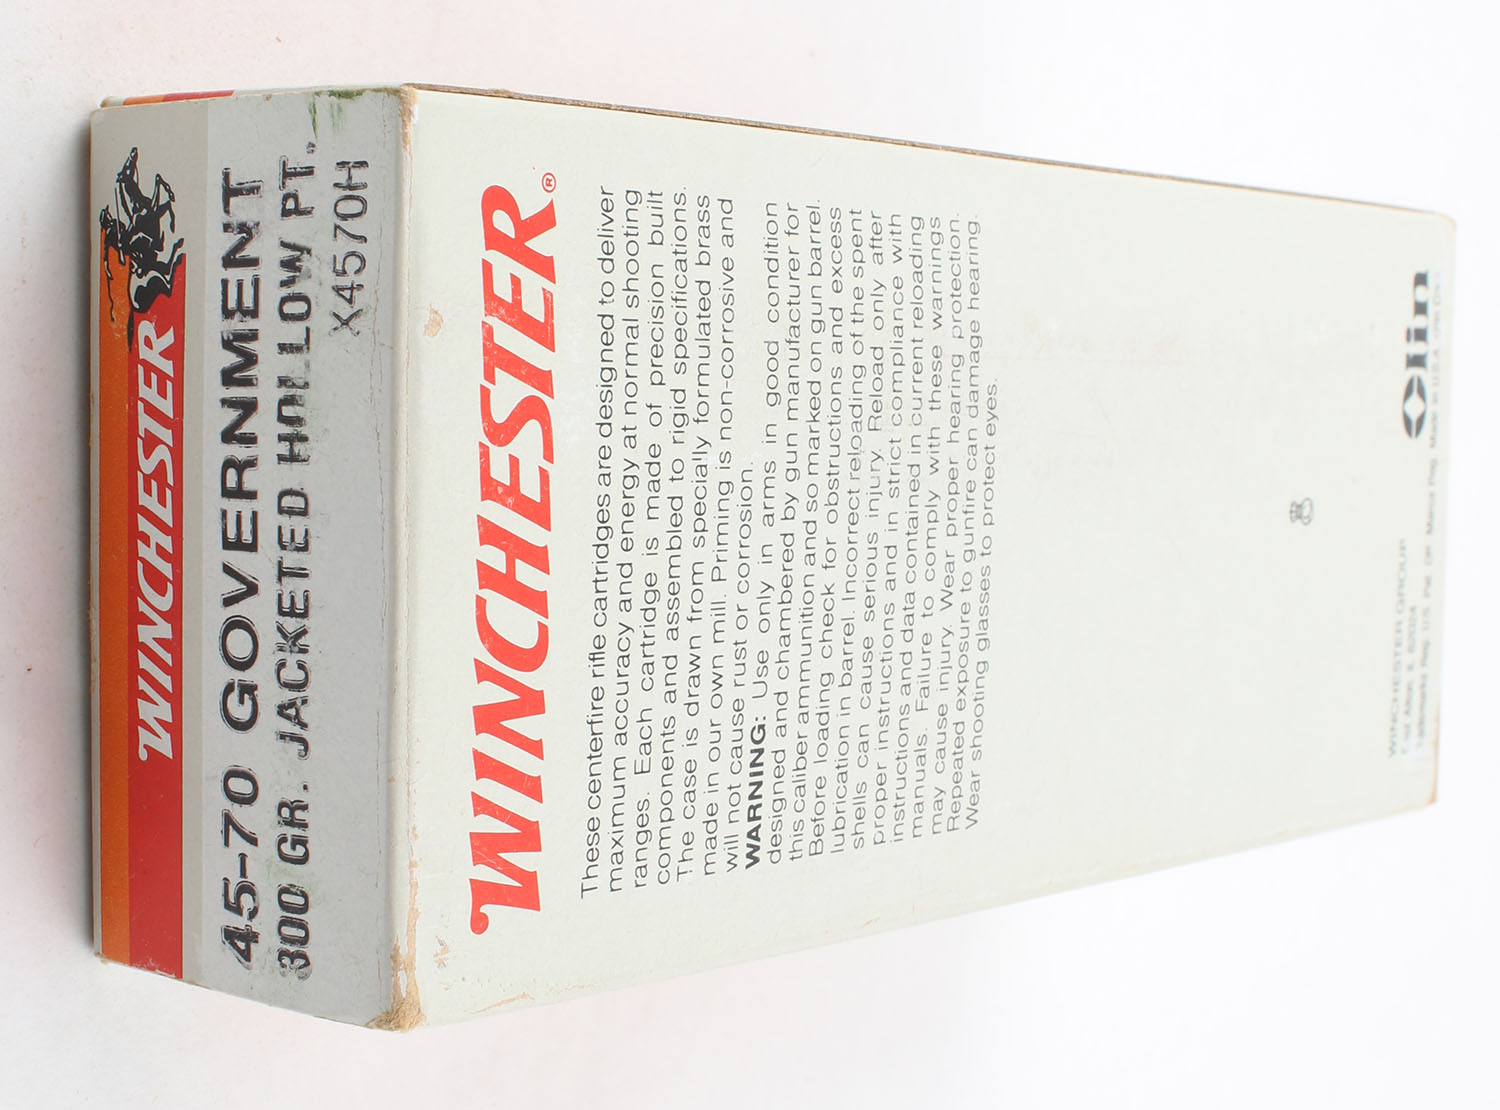 WINCHESTER
45-70 GOVERNMENT
300 GR. JACKETED HOLLOW PT.
X4570H
WINCHESTER®
These centerfire rifle cartridges are designed to deliver
maximum accuracy and energy at normal shooting
ranges. Each cartridge is made of precision built
components and assembled to rigid specifications.
The case is drawn from specially formulated brass
made in our own mill. Priming is non-corrosive and
will not cause rust or corrosion.
WARNING: Use only in arms in good condition
designed and chambered by gun manufacturer for
this caliber ammunition and so marked on gun barrel.
Before loading check for obstructions and excess
lubrication in barrel. Incorrect reloading of the spent
shells can cause serious injury. Reload only after
proper instructions and in strict compliance with
instructions and data contained in current reloading
manuals. Failure to comply with these warnings
may cause injury. Wear proper hearing protection.
Repeated exposure to gunfire can damage hearing.
Wear shooting glasses to protect eyes.
WINCHESTER GROUP
Olin
East Alton, IL 62024
Made in U.S.A.